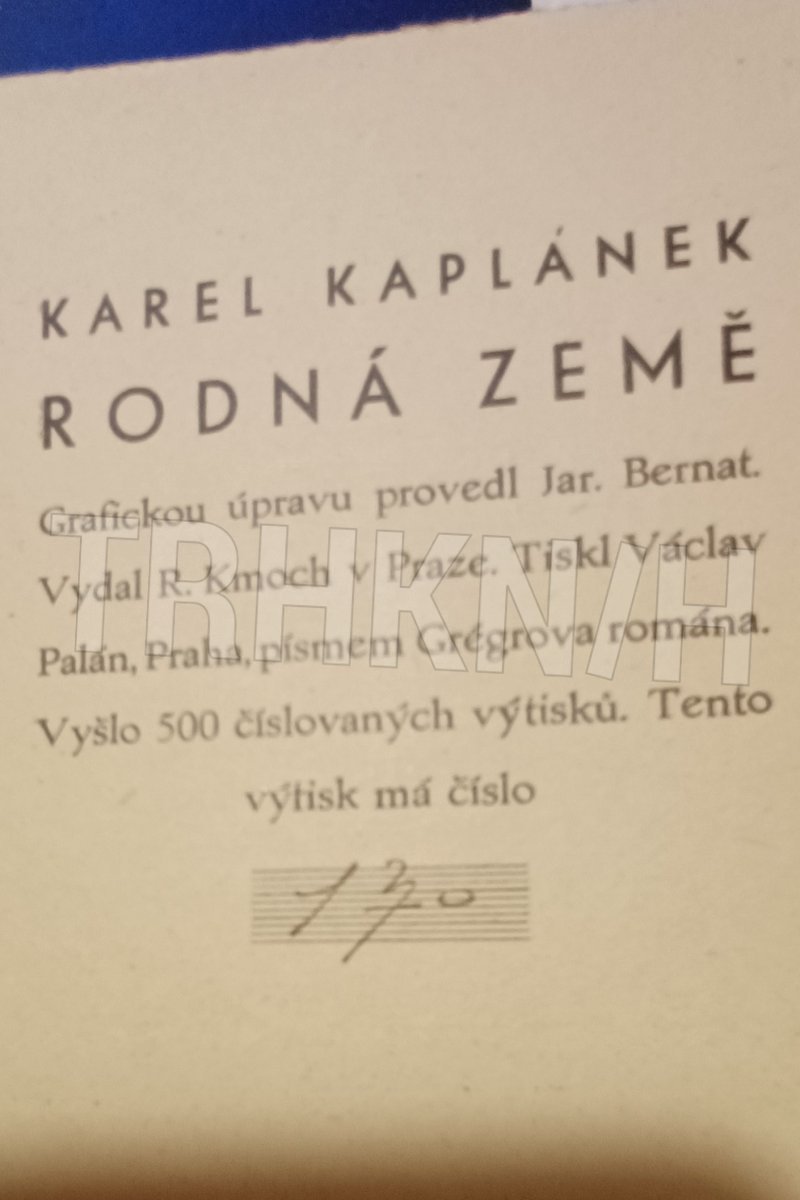 KAREL KAPLÁNEK
RODNÁ ZEMĚ
Grafickou úpravu provedl Jar. Bernat.
Vydal R. Kmoch v Praze. Tiskl Václav
Palán, Praha, písmem Grégrova romána.
Vyšlo 500 číslovaných výtisků. Tento
výtisk má číslo
170
TRHKN/H